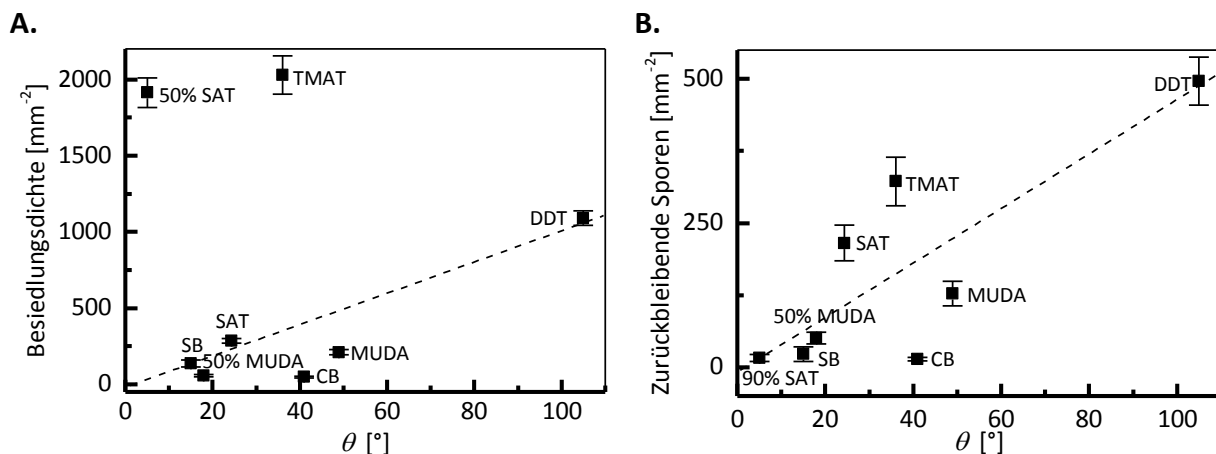 A.
Besiedlungsdichte [mm⁻²]
2000
1500
1000
500
0
50% SAT
TMAT
DDT
SAT
SB
50% MUDA
MUDA
CB
0 20 40 60 80 100
θ [°]
B.
Zurückbleibende Sporen [mm⁻²]
500
250
0
DDT
TMAT
SAT
MUDA
50% MUDA
SB
CB
90% SAT
0 20 40 60 80 100
θ [°]